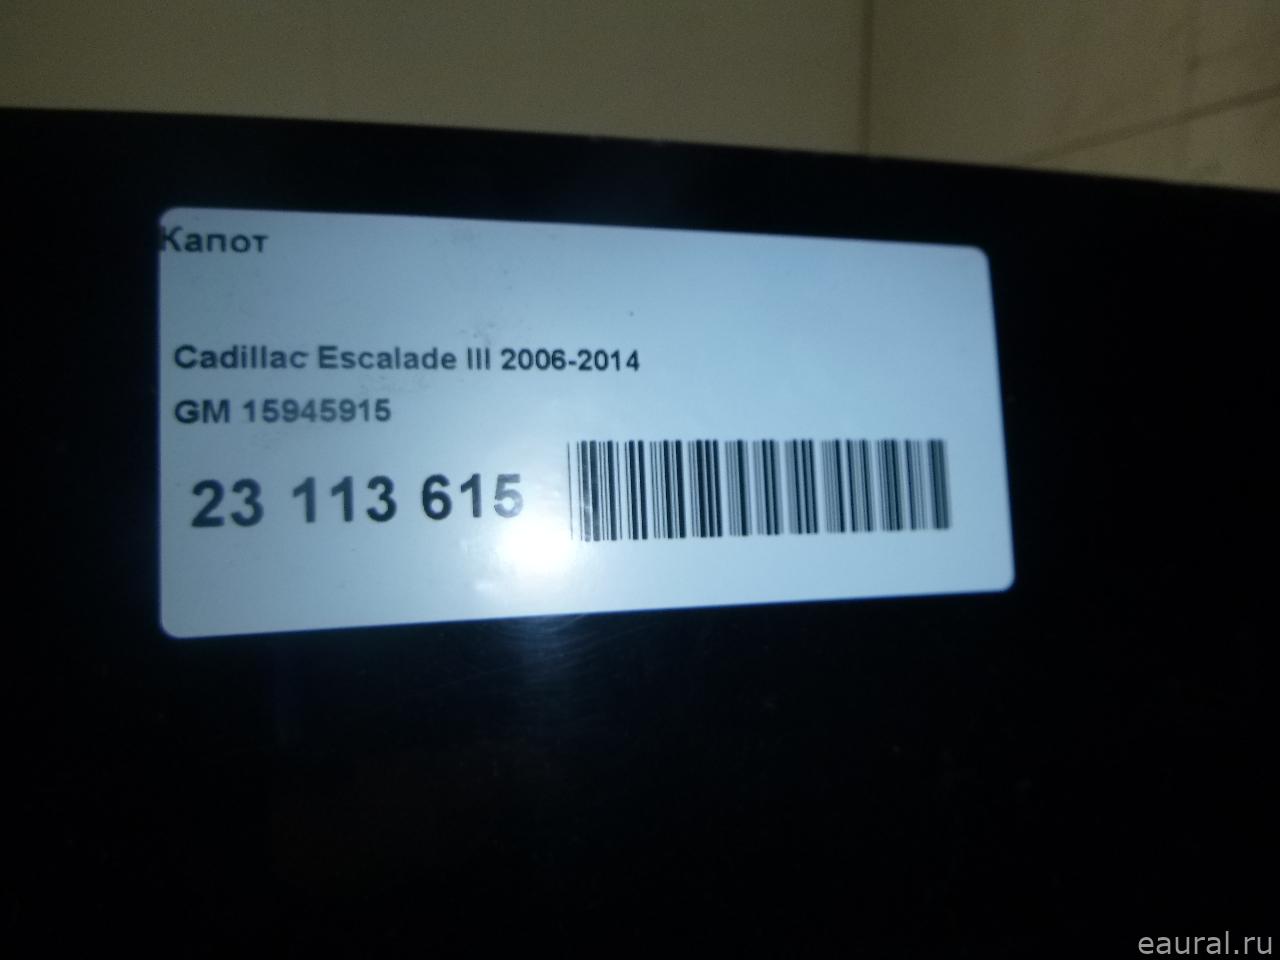 Капот
Cadillac Escalade III 2006-2014
GM 15945915
23 113 615
eaural.ru